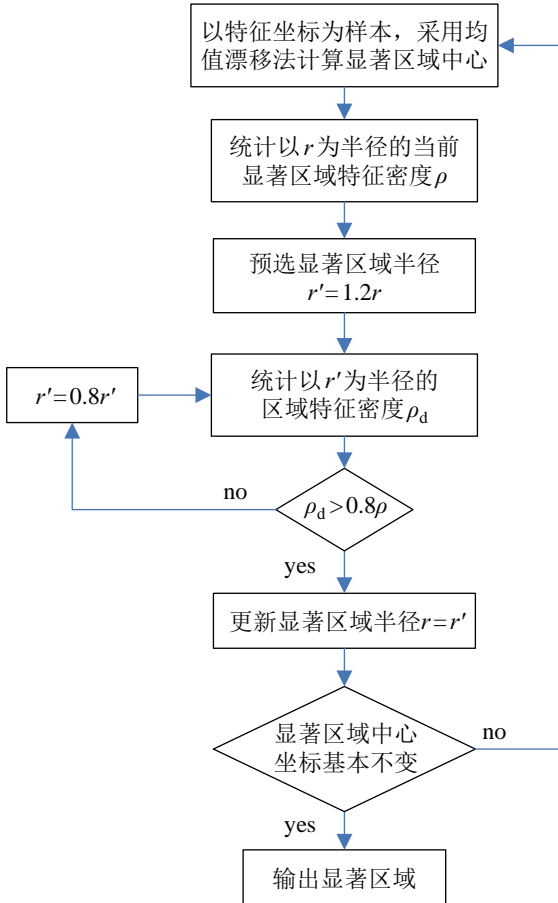 以特征坐标为样本，采用均
值漂移法计算显著区域中心
统计以r为半径的当前
显著区域特征密度ρ
预选显著区域半径
r′=1.2r
统计以r′为半径的
区域特征密度ρd
r′=0.8r′
no
ρd>0.8ρ
yes
更新显著区域半径r=r′
显著区域中心
坐标基本不变
no
yes
输出显著区域